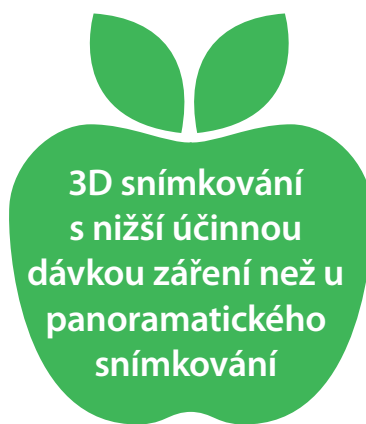 3D snímkování
s nižší účinnou
dávkou záření než u
panoramatického
snímkování